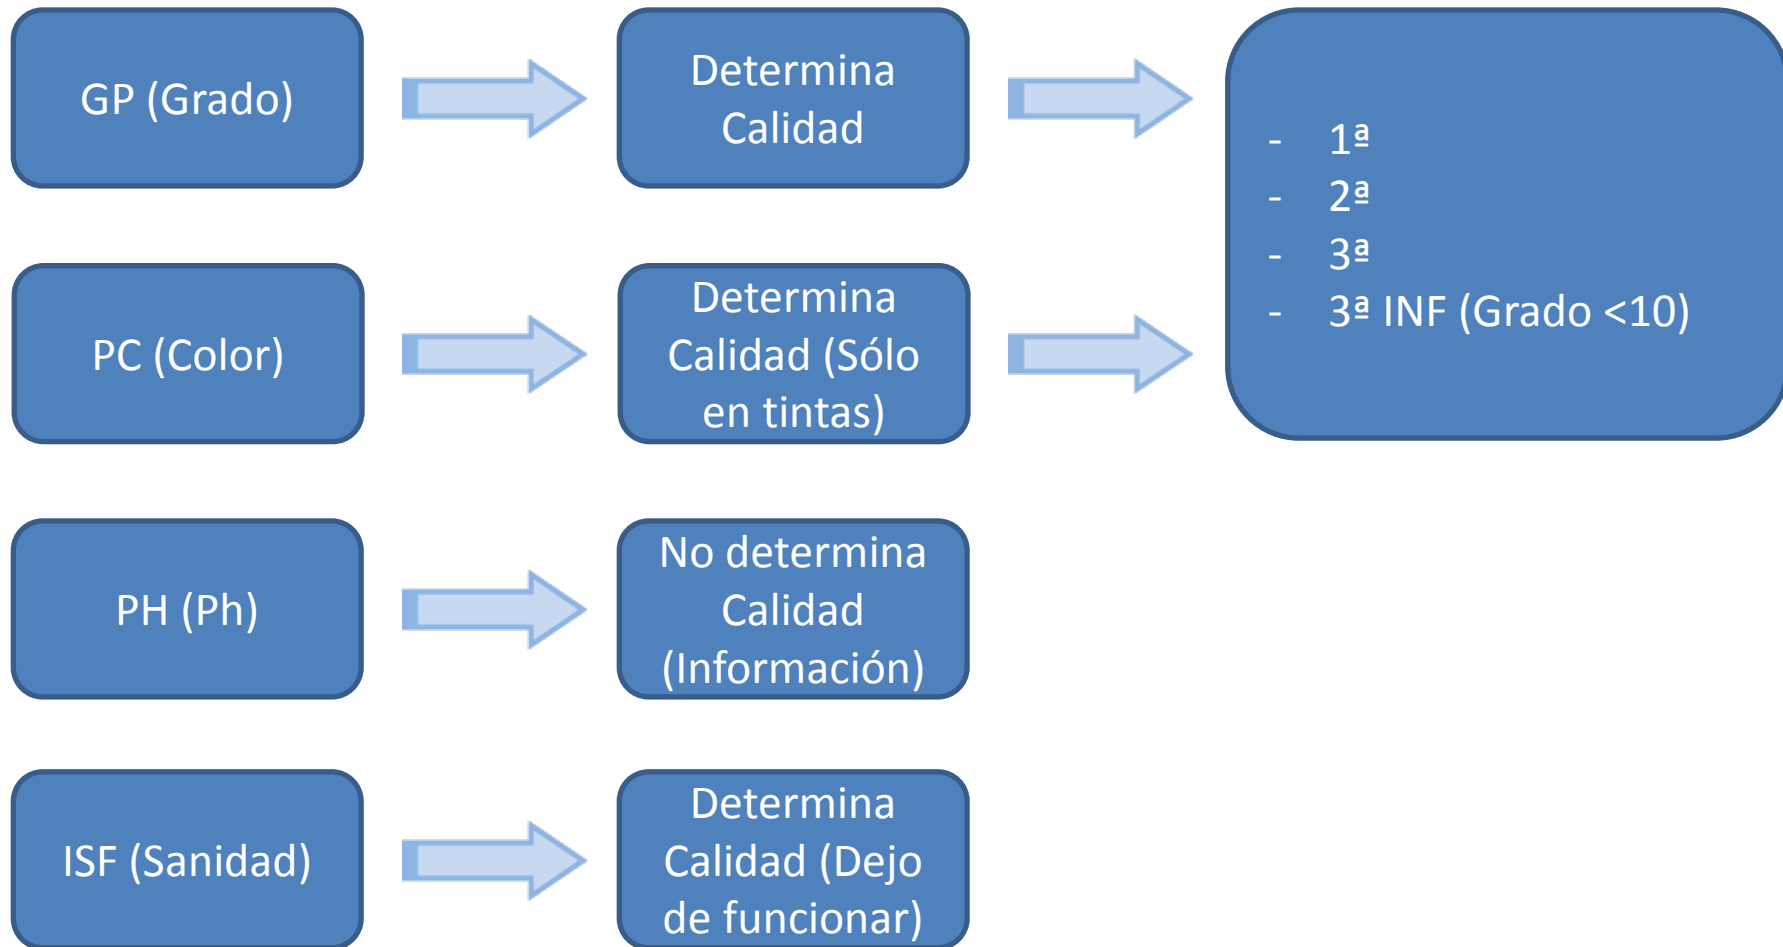 GP (Grado)
Determina
Calidad
- 1ª
- 2ª
- 3ª
- 3ª INF (Grado <10)
PC (Color)
Determina
Calidad (Sólo
en tintas)
PH (Ph)
No determina
Calidad
(Información)
ISF (Sanidad)
Determina
Calidad (Dejo
de funcionar)